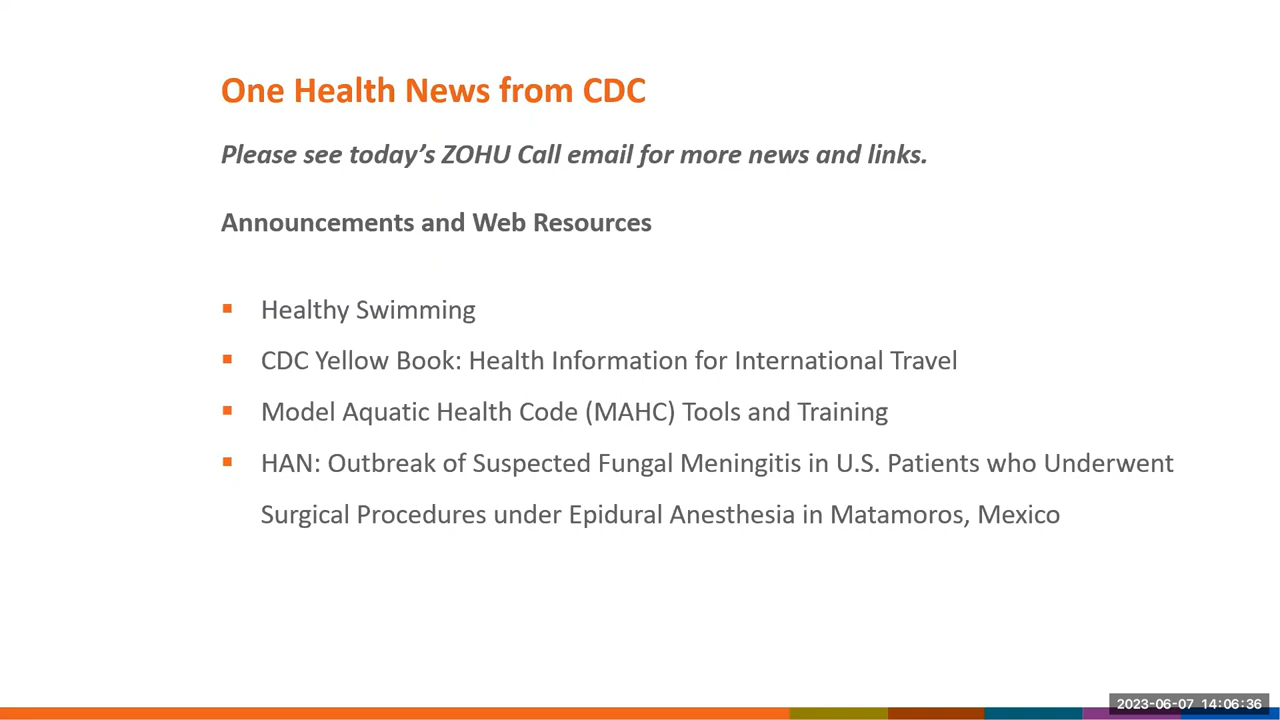 One Health News from CDC
Please see today's ZOHU Call email for more news and links.
Announcements and Web Resources
▪ Healthy Swimming
▪ CDC Yellow Book: Health Information for International Travel
▪ Model Aquatic Health Code (MAHC) Tools and Training
▪ HAN: Outbreak of Suspected Fungal Meningitis in U.S. Patients who Underwent
Surgical Procedures under Epidural Anesthesia in Matamoros, Mexico
2023-06-07 14:06:36